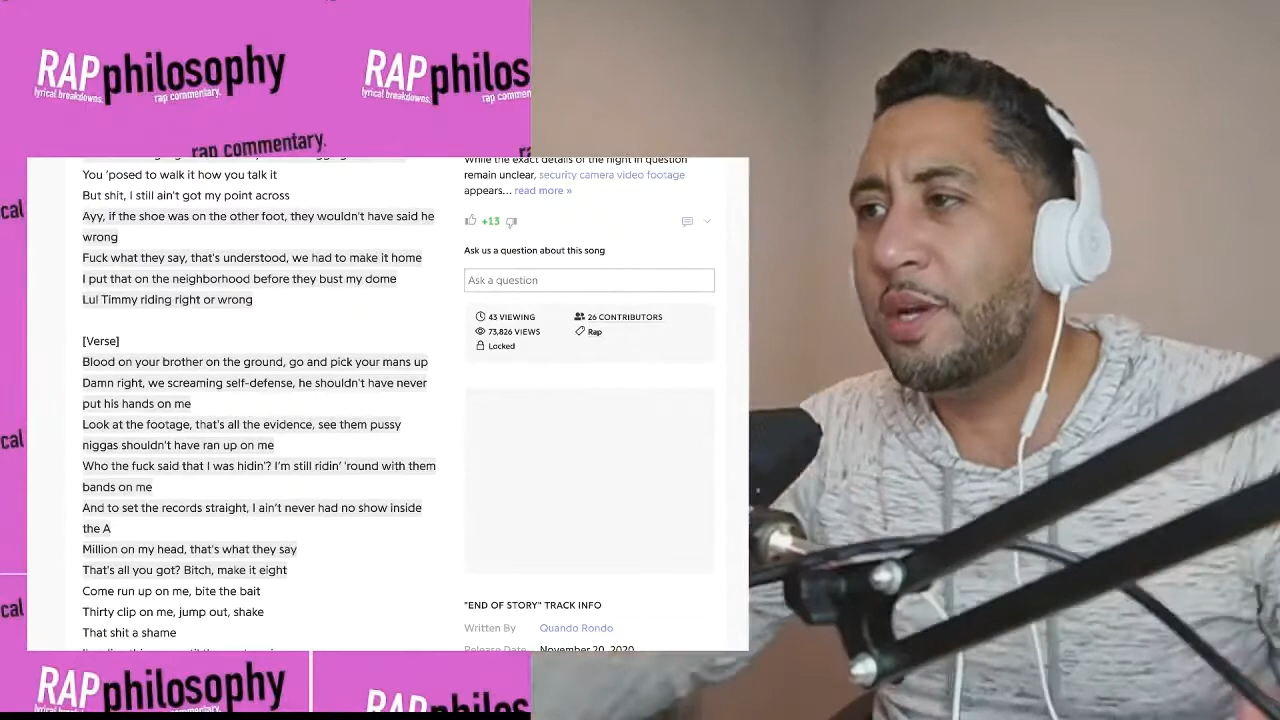 RAPphilosophy
lyrical breakdowns.
rap commentary.
RAPphilos
lyrical breakdowns.
rap commen
rap commentary.
cal
cal
cal
You 'posed to walk it how you talk it
But shit, I still ain't got my point across
Ayy, if the shoe was on the other foot, they wouldn't have said he
wrong
Fuck what they say, that's understood, we had to make it home
I put that on the neighborhood before they bust my dome
Lul Timmy riding right or wrong
[Verse]
Blood on your brother on the ground, go and pick your mans up
Damn right, we screaming self-defense, he shouldn't have never
put his hands on me
Look at the footage, that's all the evidence, see them pussy
niggas shouldn't have ran up on me
Who the fuck said that I was hidin'? I'm still ridin' 'round with them
bands on me
And to set the records straight, I ain't never had no show inside
the A
Million on my head, that's what they say
That's all you got? Bitch, make it eight
Come run up on me, bite the bait
Thirty clip on me, jump out, shake
That shit a shame
While the exact details of the night in question
remain unclear, security camera video footage
appears... read more »
+13
Ask us a question about this song
Ask a question
43 VIEWING
26 CONTRIBUTORS
73,826 VIEWS
Rap
Locked
"END OF STORY" TRACK INFO
Written By Quando Rondo
Release Date November 20, 2020
RAPphilosophy
RAPphilos